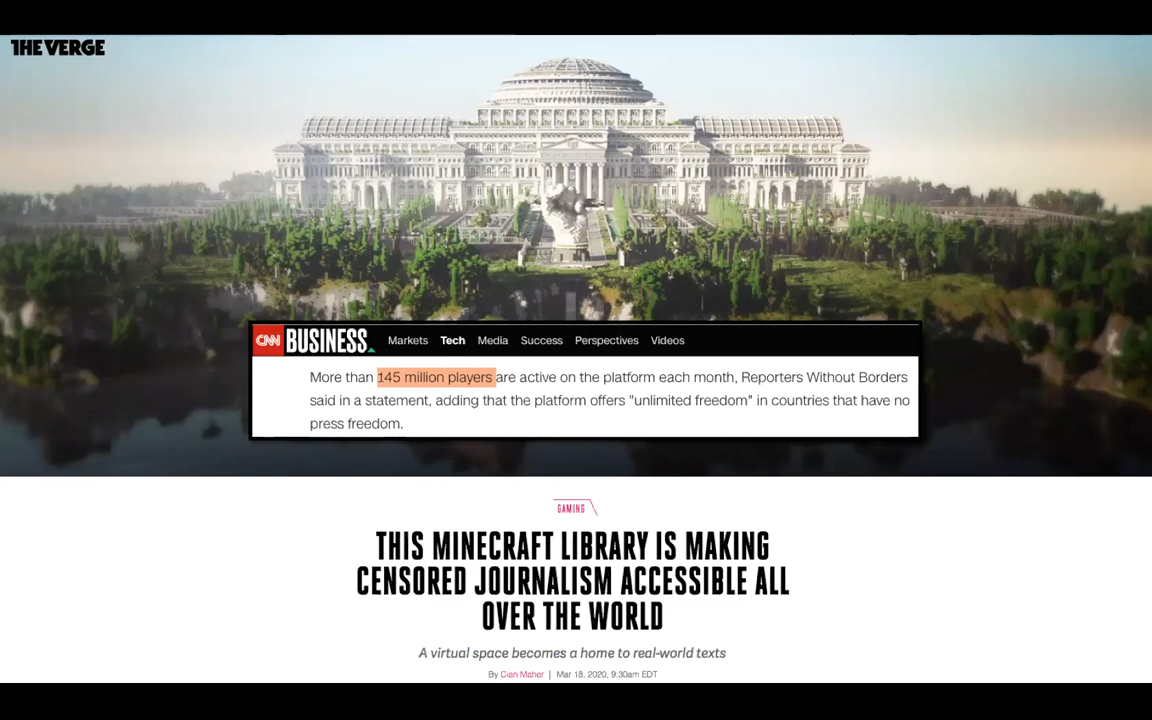 THE VERGE
CNN BUSINESS Markets Tech Media Success Perspectives Videos
More than 145 million players are active on the platform each month, Reporters Without Borders
said in a statement, adding that the platform offers "unlimited freedom" in countries that have no
press freedom.
GAMING
THIS MINECRAFT LIBRARY IS MAKING
CENSORED JOURNALISM ACCESSIBLE ALL
OVER THE WORLD
A virtual space becomes a home to real-world texts
By Cian Maher | Mar 18, 2020, 9:30am EDT